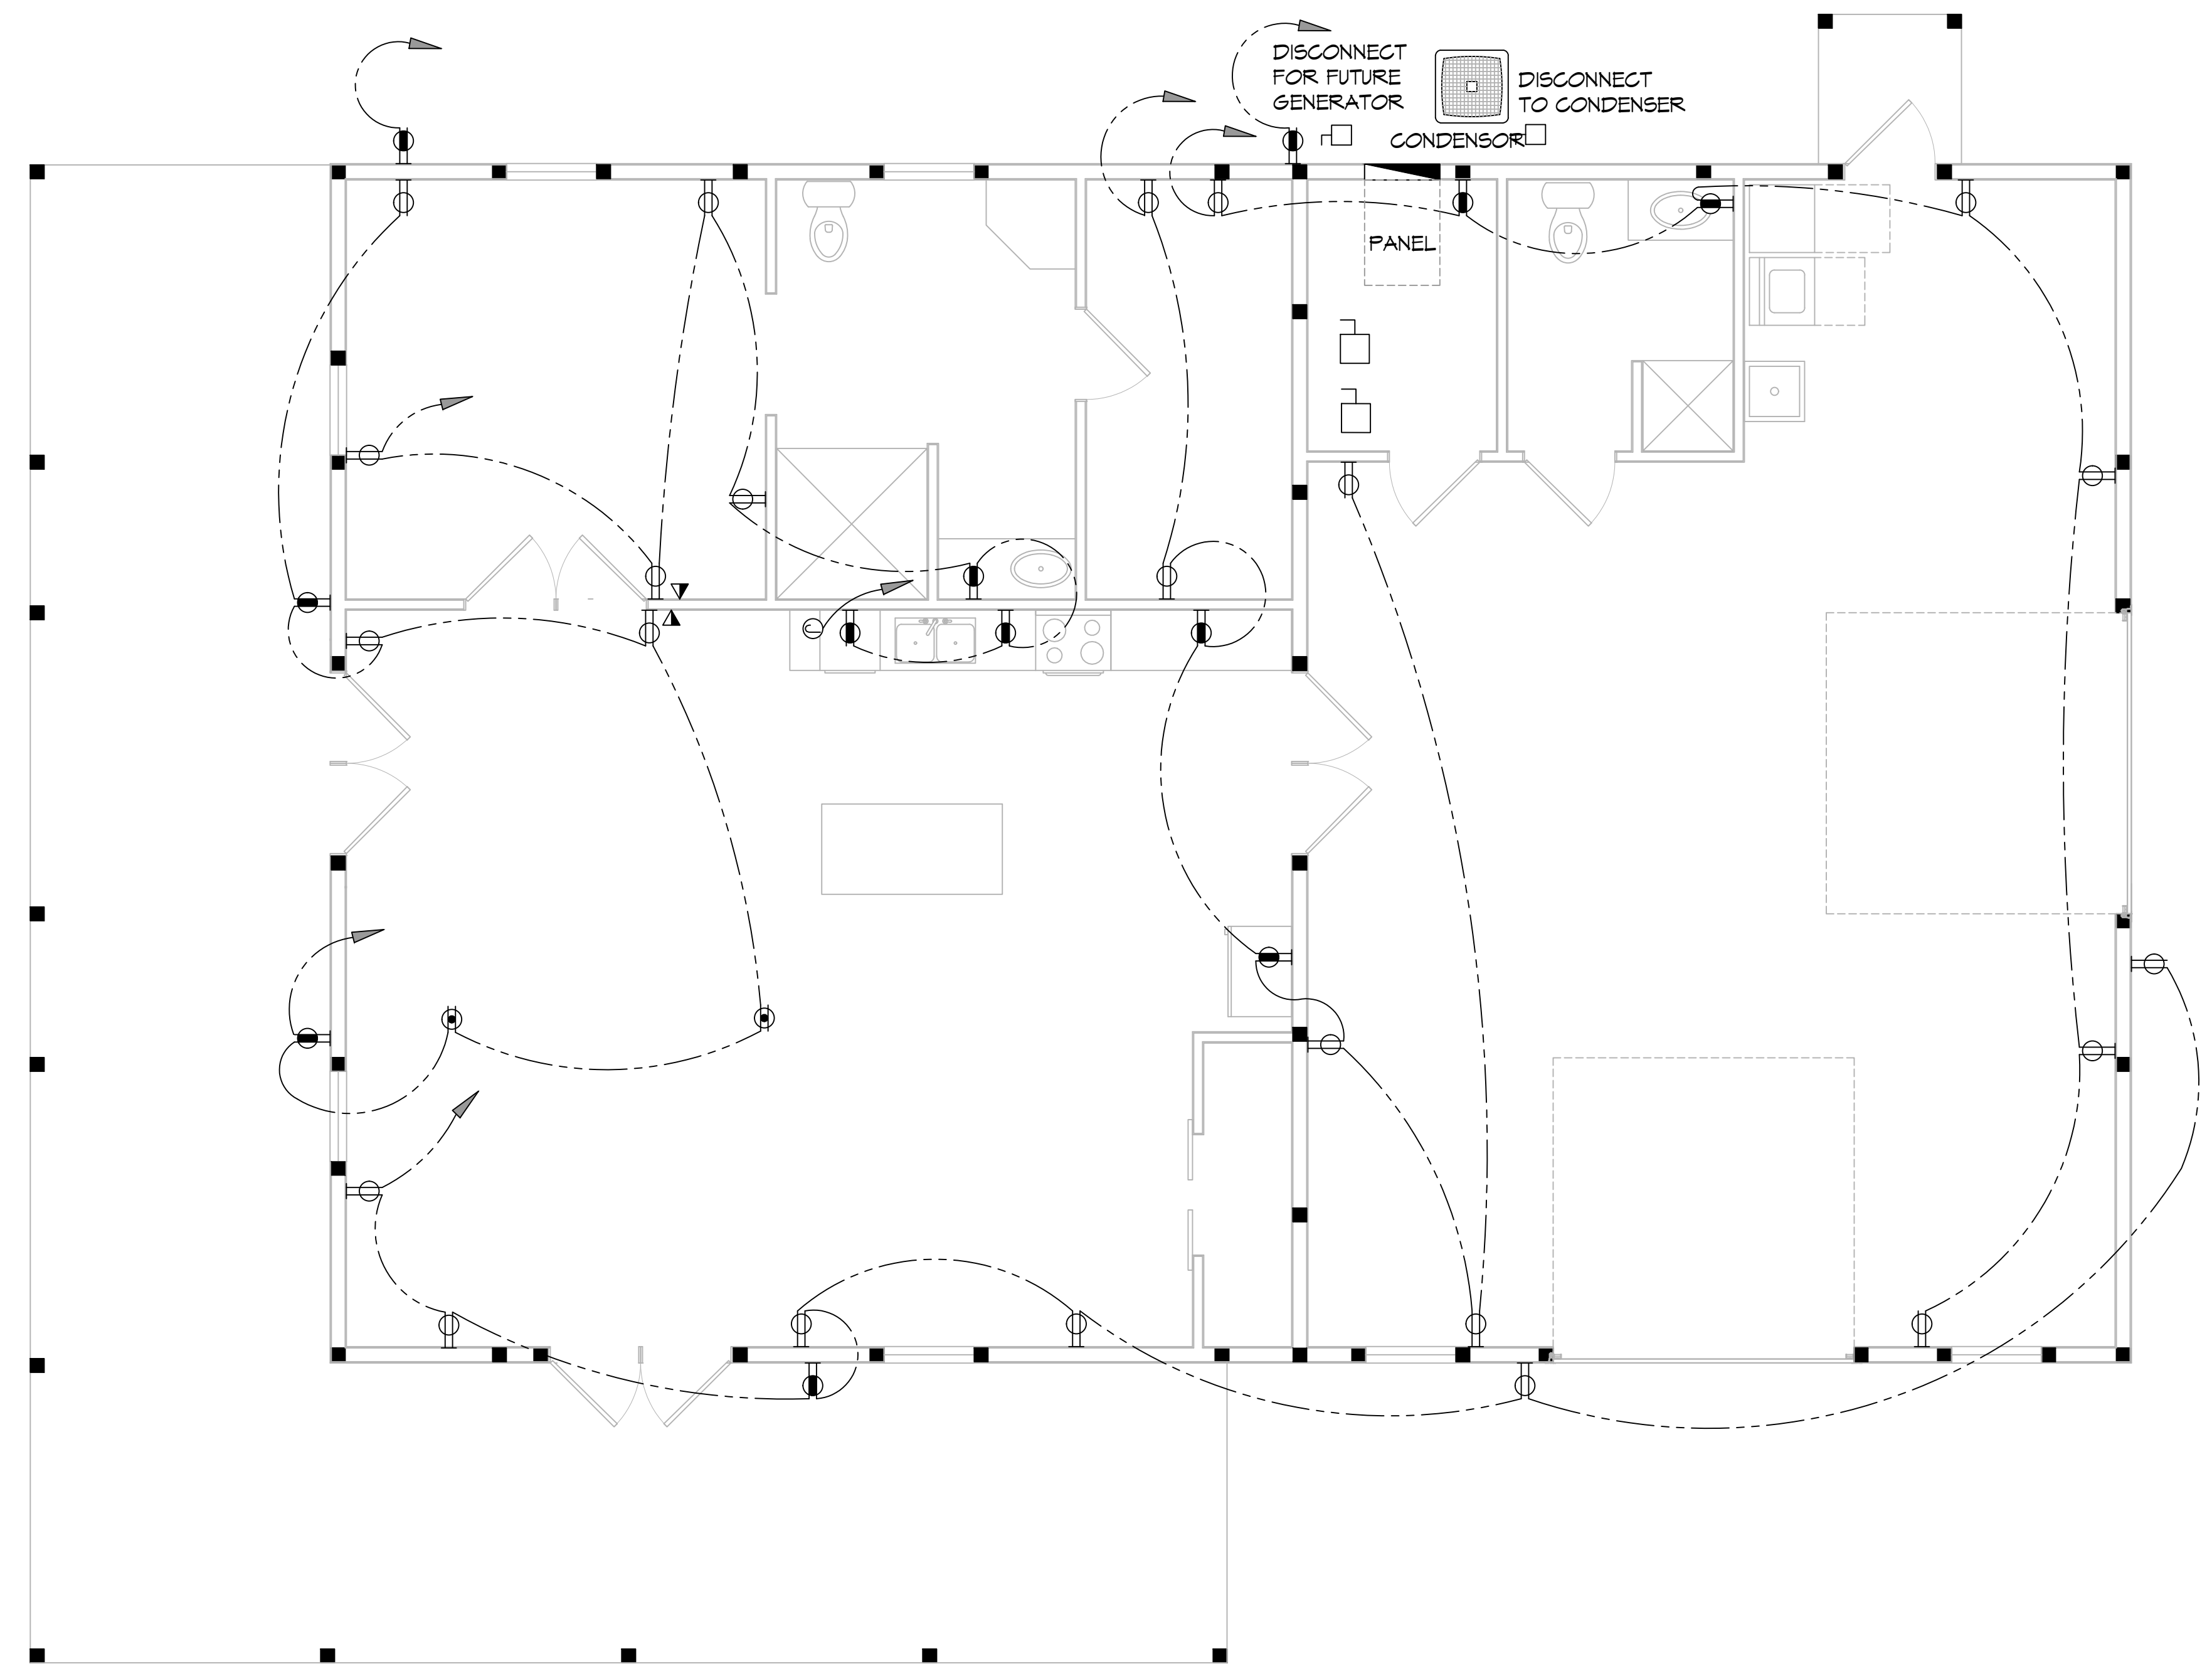 DISCONNECT
FOR FUTURE
GENERATOR
DISCONNECT
TO CONDENSER
CONDENSOR
PANEL
C